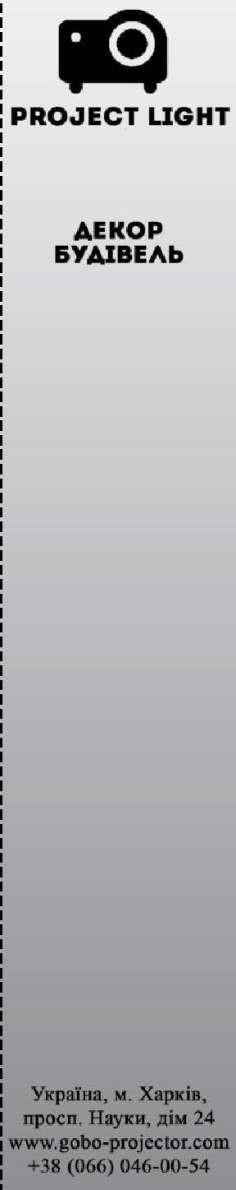 PROJECT LIGHT
ДЕКОР
БУДІВЕЛЬ
Україна, м. Харків,
просп. Науки, дім 24
www.gobo-projector.com
+38 (066) 046-00-54